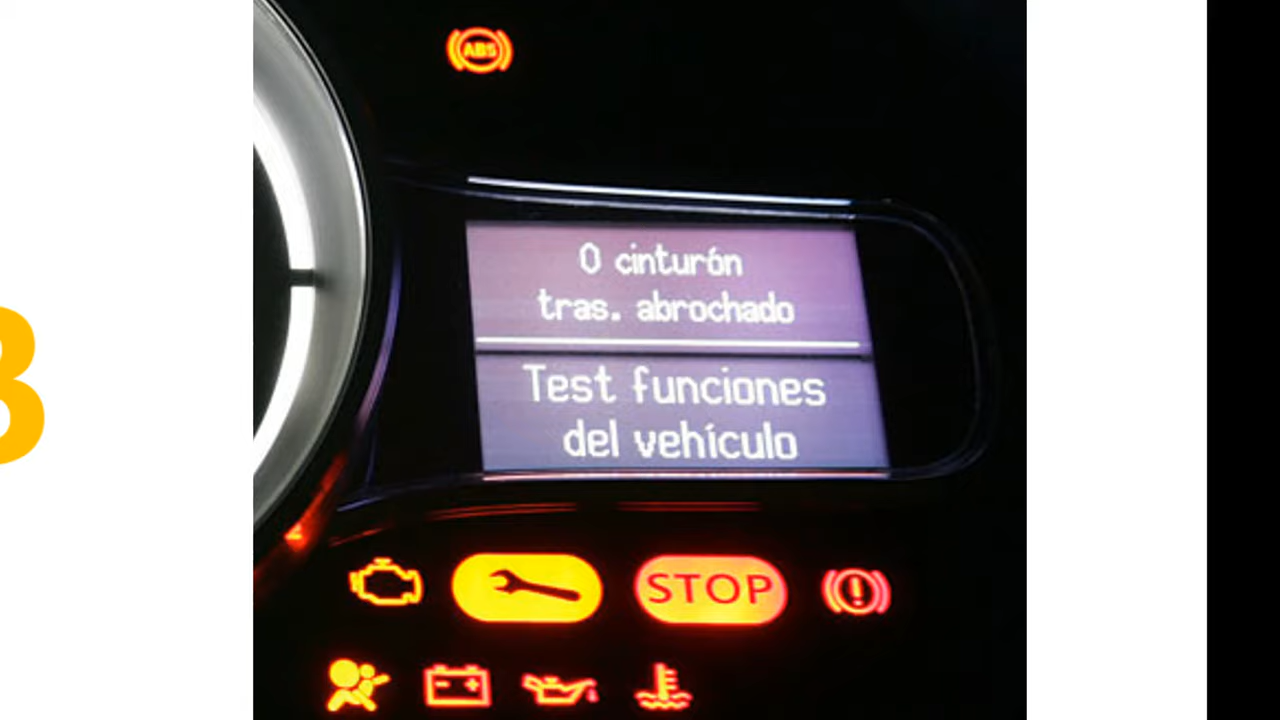 ABS
0 cinturón
tras. abrochado
Test funciones
del vehículo
STOP